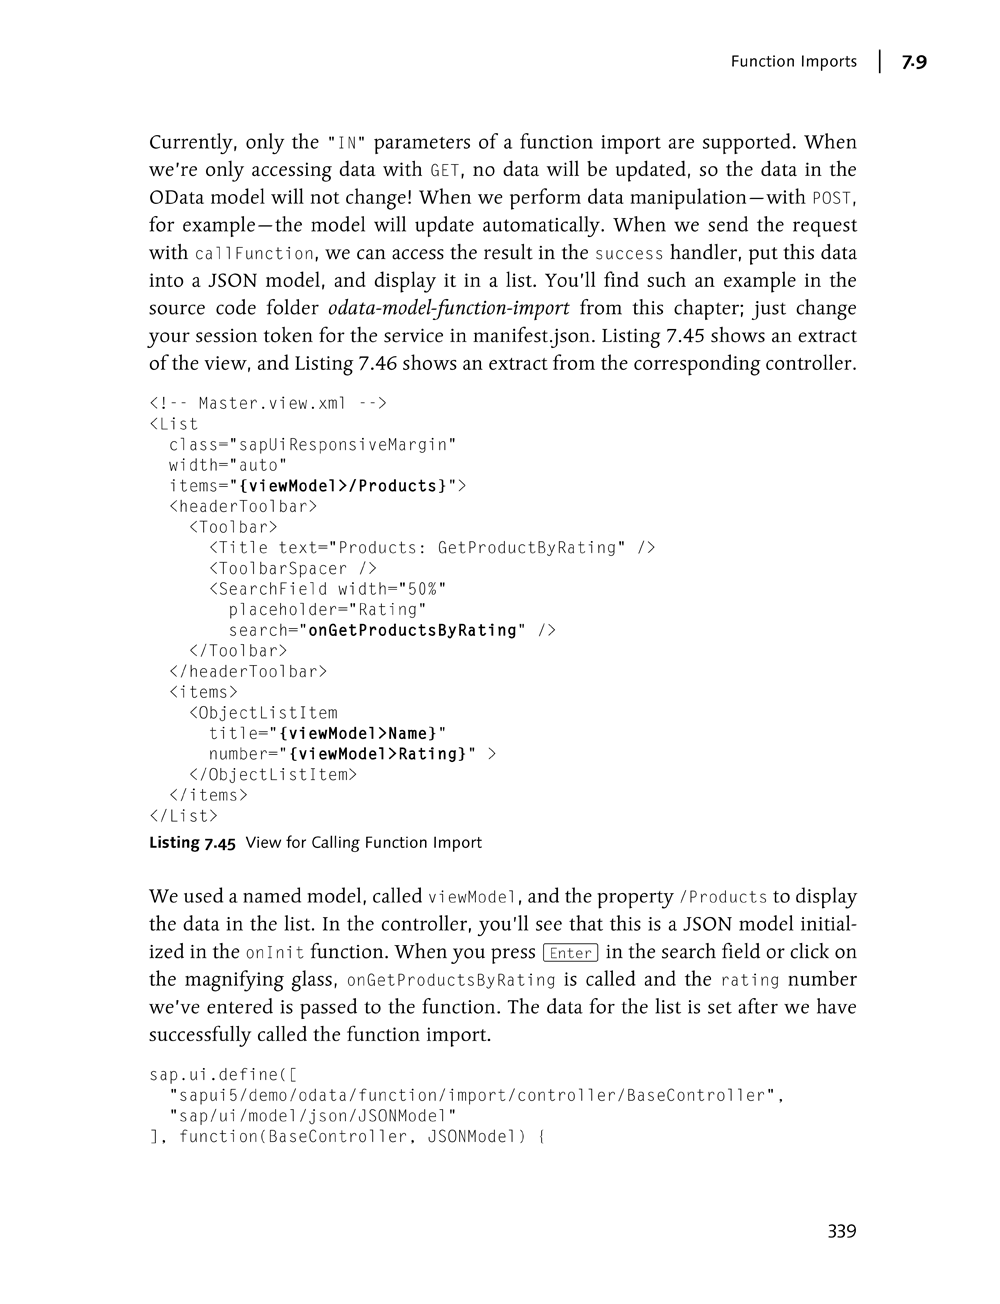 Function Imports | 7.9
Currently, only the "IN" parameters of a function import are supported. When
we're only accessing data with GET, no data will be updated, so the data in the
OData model will not change! When we perform data manipulation—with POST,
for example—the model will update automatically. When we send the request
with callFunction, we can access the result in the success handler, put this data
into a JSON model, and display it in a list. You'll find such an example in the
source code folder odata-model-function-import from this chapter; just change
your session token for the service in manifest.json. Listing 7.45 shows an extract
of the view, and Listing 7.46 shows an extract from the corresponding controller.
<!-- Master.view.xml -->
<List
  class="sapUiResponsiveMargin"
  width="auto"
  items="{viewModel>/Products}">
  <headerToolbar>
    <Toolbar>
      <Title text="Products: GetProductByRating" />
      <ToolbarSpacer />
      <SearchField width="50%"
        placeholder="Rating"
        search="onGetProductsByRating" />
    </Toolbar>
  </headerToolbar>
  <items>
    <ObjectListItem
      title="{viewModel>Name}"
      number="{viewModel>Rating}" >
    </ObjectListItem>
  </items>
</List>
Listing 7.45 View for Calling Function Import
We used a named model, called viewModel, and the property /Products to display
the data in the list. In the controller, you'll see that this is a JSON model initial-
ized in the onInit function. When you press Enter in the search field or click on
the magnifying glass, onGetProductsByRating is called and the rating number
we've entered is passed to the function. The data for the list is set after we have
successfully called the function import.
sap.ui.define([
  "sapui5/demo/odata/function/import/controller/BaseController",
  "sap/ui/model/json/JSONModel"
], function(BaseController, JSONModel) {
339